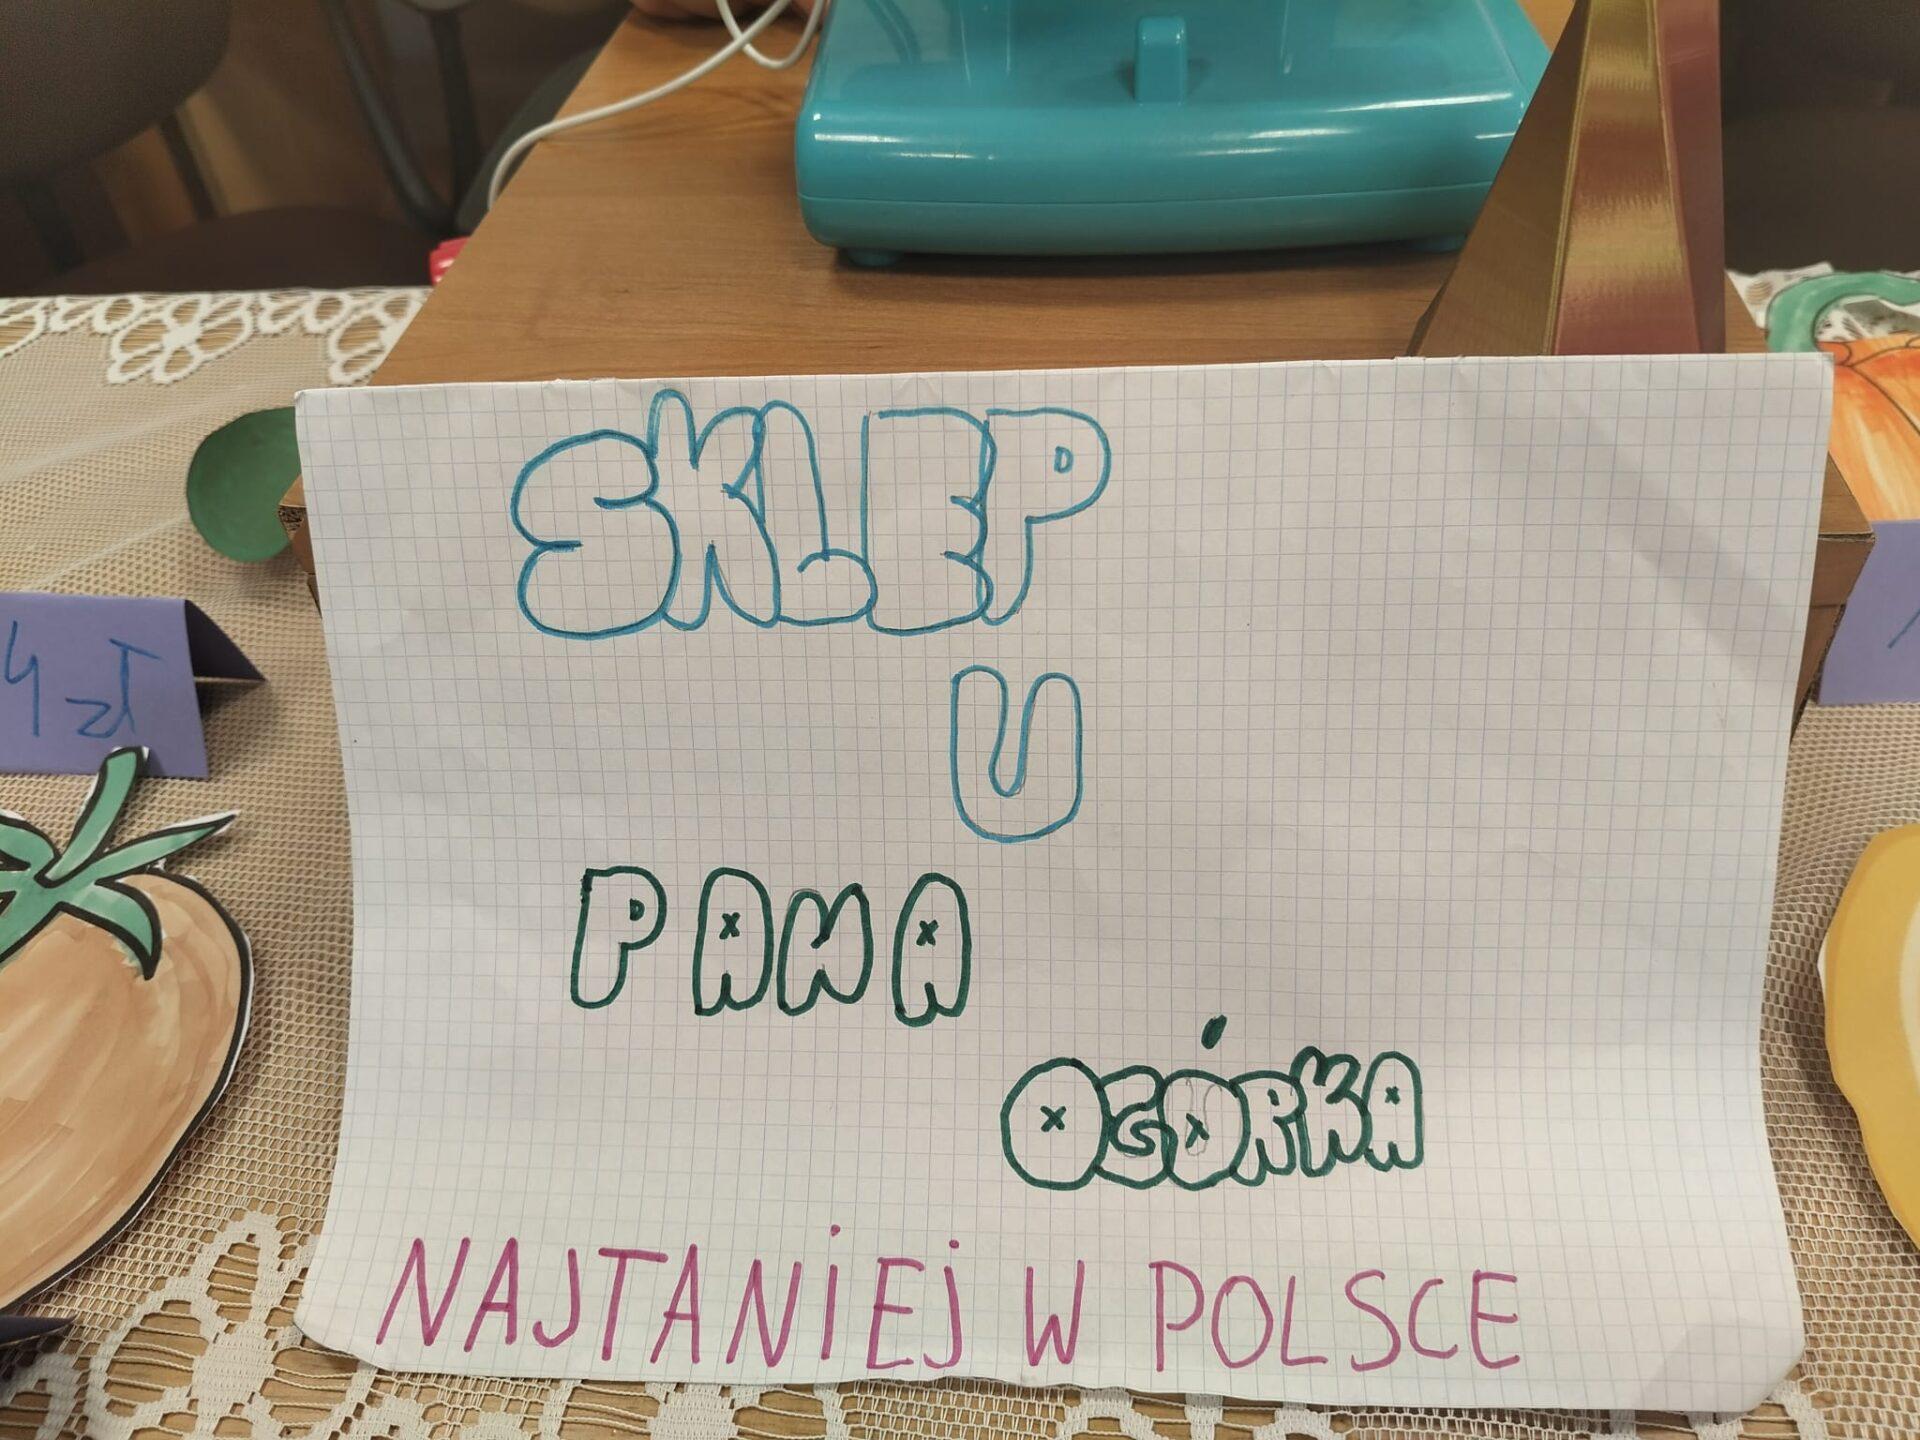 SKLEP
U
PANA
OGÓRKA
NAJTANiEj W POLSCE
4 zł